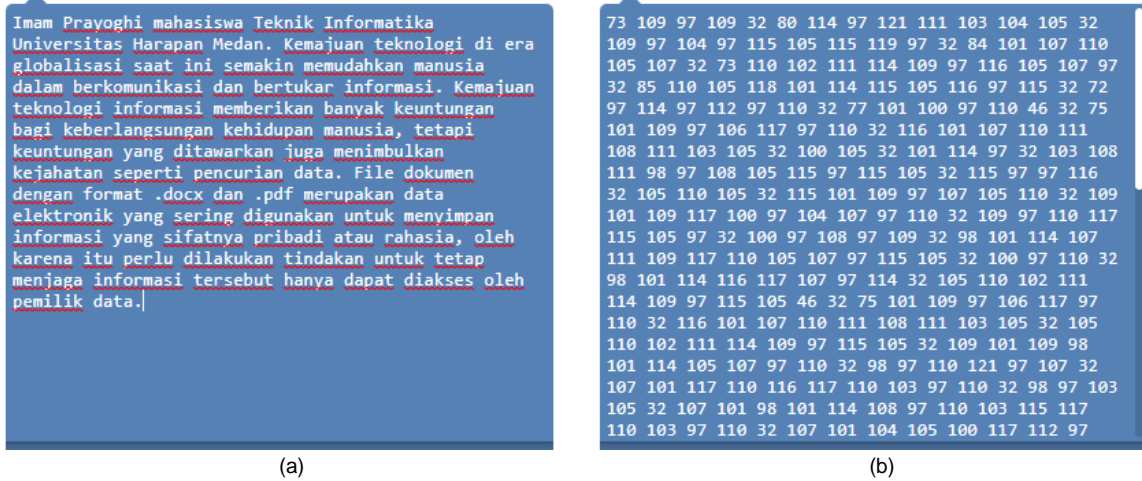 Imam Prayoghi mahasiswa Teknik Informatika
Universitas Harapan Medan. Kemajuan teknologi di era
globalisasi saat ini semakin memudahkan manusia
dalam berkomunikasi dan bertukar informasi. Kemajuan
teknologi informasi memberikan banyak keuntungan
bagi keberlangsungan kehidupan manusia, tetapi
keuntungan yang ditawarkan juga menimbulkan
kejahatan seperti pencurian data. File dokumen
dengan format .docx dan .pdf merupakan data
elektronik yang sering digunakan untuk menyimpan
informasi yang sifatnya pribadi atau rahasia, oleh
karena itu perlu dilakukan tindakan untuk tetap
menjaga informasi tersebut hanya dapat diakses oleh
pemilik data.
(a)
73 109 97 109 32 80 114 97 121 111 103 104 105 32
109 97 104 97 115 105 115 119 97 32 84 101 107 110
105 107 32 73 110 102 111 114 109 97 116 105 107 97
32 85 110 105 118 101 114 115 105 116 97 115 32 72
97 114 97 112 97 110 32 77 101 100 97 110 46 32 75
101 109 97 106 117 97 110 32 116 101 107 110 111
108 111 103 105 32 100 105 32 101 114 97 32 103 108
111 98 97 108 105 115 97 115 105 32 115 97 97 116
32 105 110 105 32 115 101 109 97 107 105 110 32 109
101 109 117 100 97 104 107 97 110 32 109 97 110 117
115 105 97 32 100 97 108 97 109 32 98 101 114 107
111 109 117 110 105 107 97 115 105 32 100 97 110 32
98 101 114 116 117 107 97 114 32 105 110 102 111
114 109 97 115 105 46 32 75 101 109 97 106 117 97
110 32 116 101 107 110 111 108 111 103 105 32 105
110 102 111 114 109 97 115 105 32 109 101 109 98
101 114 105 107 97 110 32 98 97 110 121 97 107 32
107 101 117 110 116 117 110 103 97 110 32 98 97 103
105 32 107 101 98 101 114 108 97 110 103 115 117
110 103 97 110 32 107 101 104 105 100 117 112 97
(b)